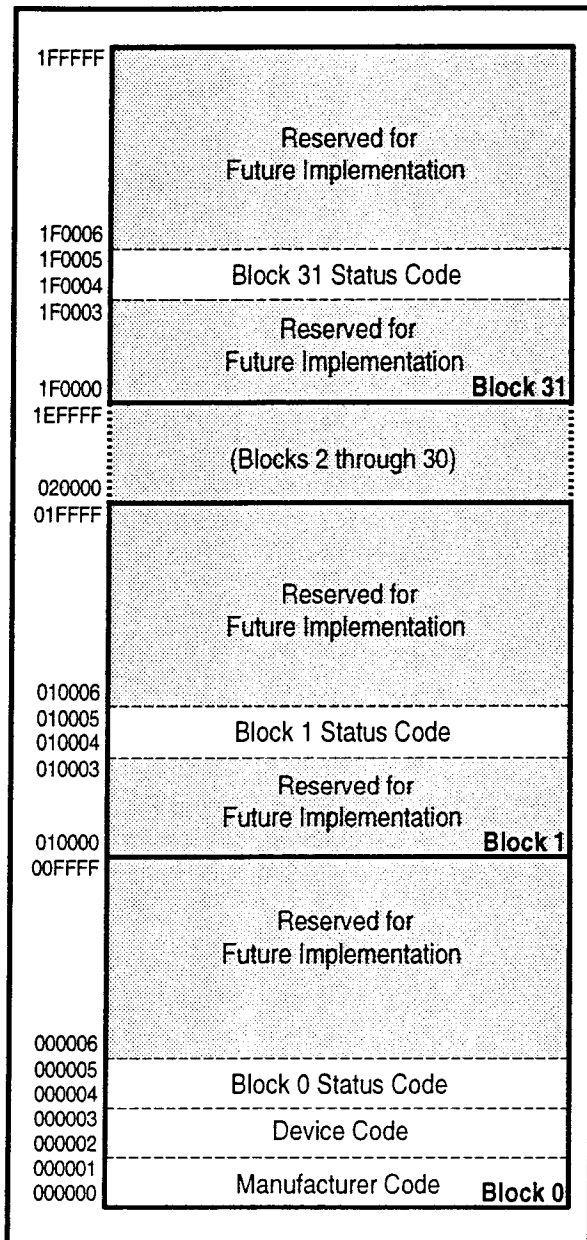 1FFFFF
Reserved for
Future Implementation
1F0006
1F0005
Block 31 Status Code
1F0004
1F0003
Reserved for
Future Implementation
1F0000
Block 31
1EFFFF
(Blocks 2 through 30)
020000
01FFFF
Reserved for
Future Implementation
010006
010005
Block 1 Status Code
010004
010003
Reserved for
Future Implementation
010000
Block 1
00FFFF
Reserved for
Future Implementation
000006
000005
Block 0 Status Code
000004
000003
Device Code
000002
000001
Manufacturer Code
000000
Block 0